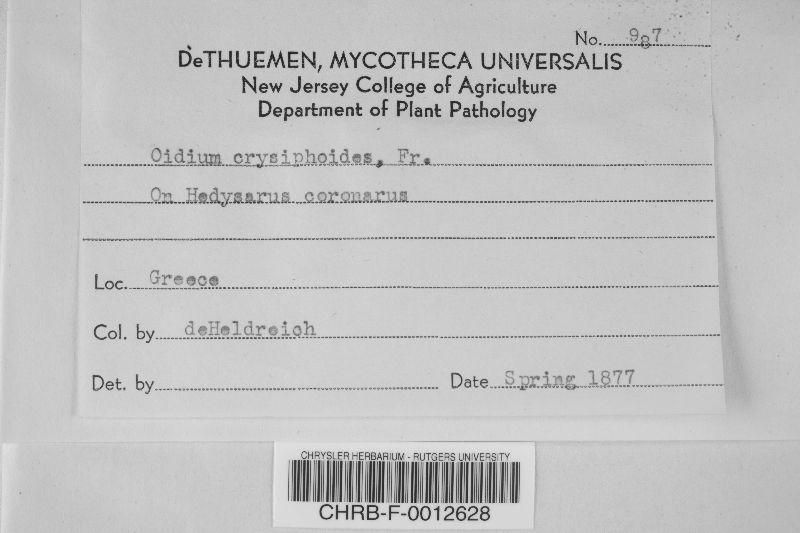 No. 987
DeTHUEMEN, MYCOTHECA UNIVERSALIS
New Jersey College of Agriculture
Department of Plant Pathology
Oidium crysiphoides, Fr.
On Hedysarus coronarus
Loc. Greece
Col. by deHeldreich
Det. by
Date Spring 1877
CHRYSLER HERBARIUM - RUTGERS UNIVERSITY
CHRB-F-0012628